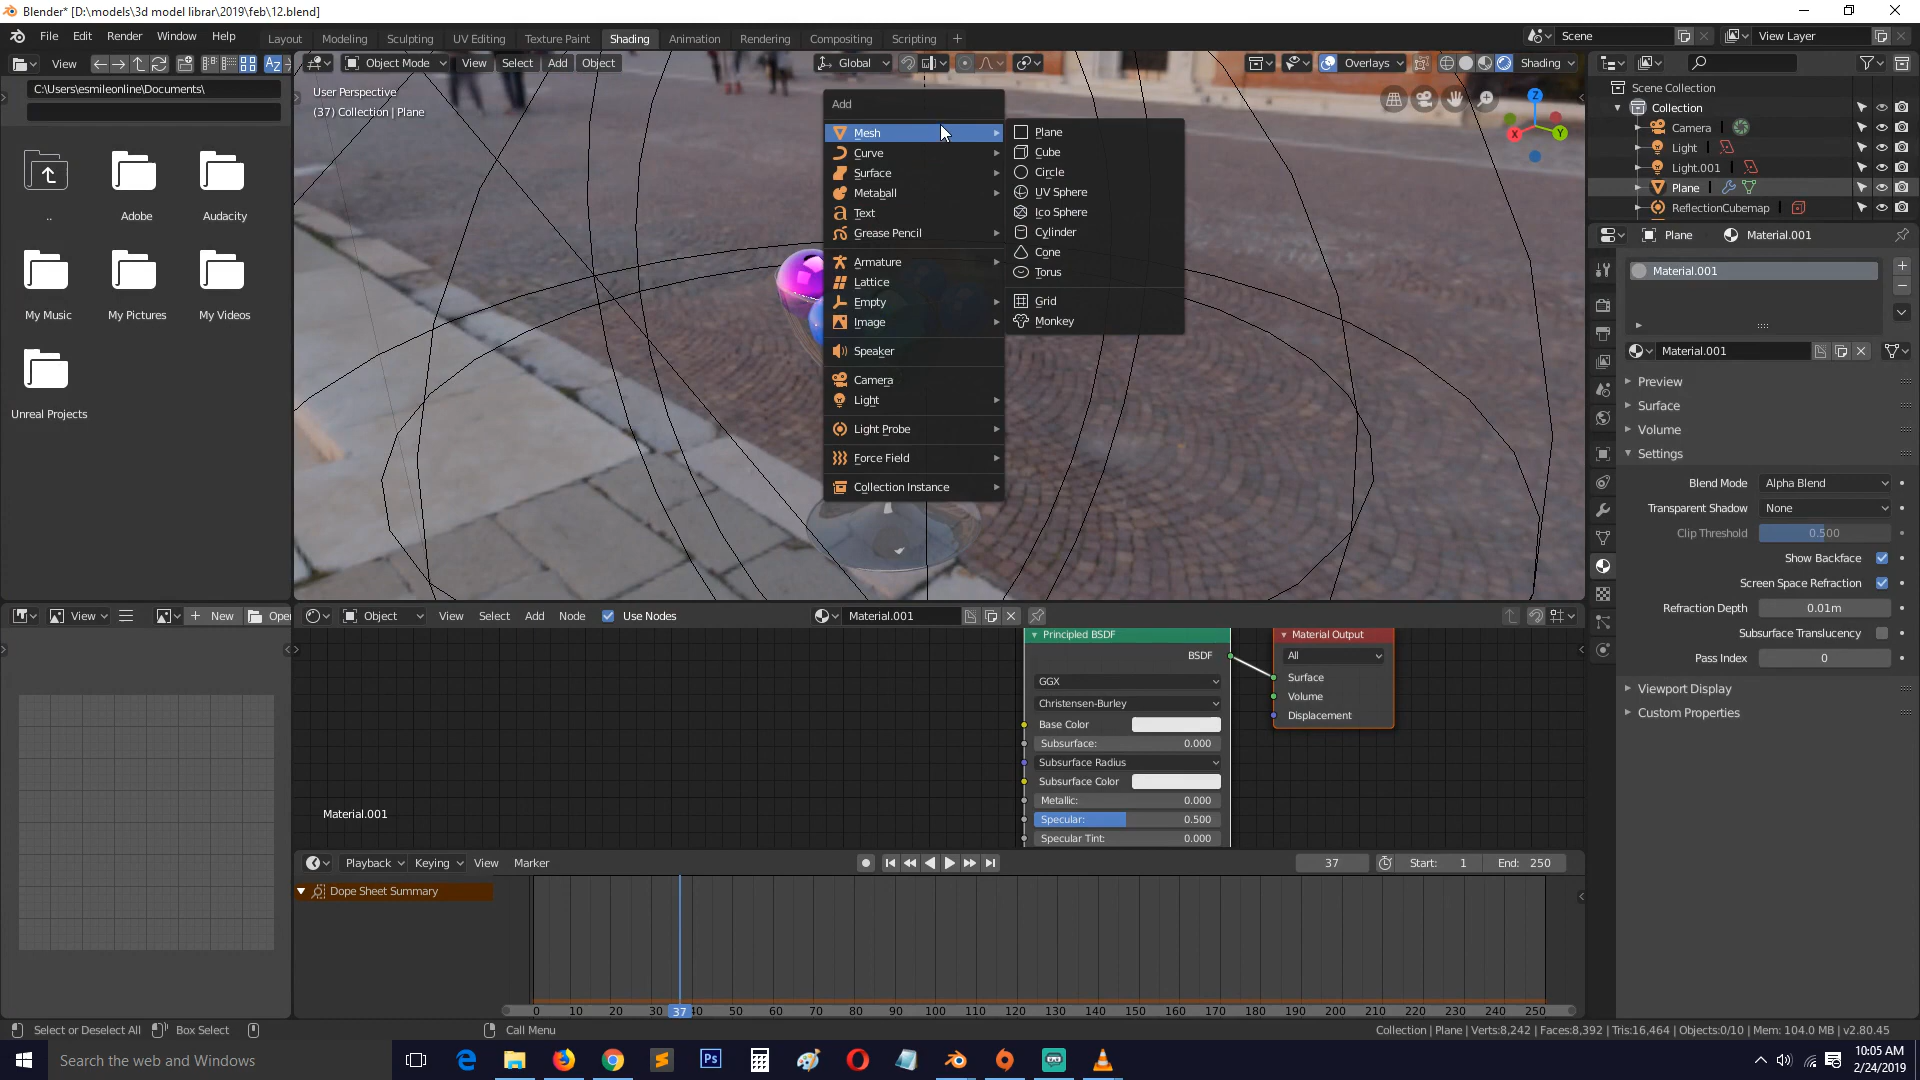 Blender* [D:\models\3d model librar\2019\feb\12.blend]
File Edit Render Window Help
Layout Modeling Sculpting UV Editing Texture Paint Shading Animation Rendering Compositing Scripting
Scene
View Layer
View
Object Mode View Select Add Object
Global
Overlays
Shading
C:\Users\esmileonline\Documents\
..
Adobe
Audacity
My Music
My Pictures
My Videos
Unreal Projects
User Perspective
(37) Collection | Plane
Add
Mesh
Curve
Surface
Metaball
Text
Grease Pencil
Armature
Lattice
Empty
Image
Speaker
Camera
Light
Light Probe
Force Field
Collection Instance
Plane
Cube
Circle
UV Sphere
Ico Sphere
Cylinder
Cone
Torus
Grid
Monkey
Z
X
Y
Scene Collection
Collection
Camera
Light
Light.001
Plane
ReflectionCubemap
Plane Material.001
Material.001
Material.001
Preview
Surface
Volume
Settings
Blend Mode Alpha Blend
Transparent Shadow None
Clip Threshold 0.500
Show Backface
Screen Space Refraction
Refraction Depth 0.01m
Subsurface Translucency
Pass Index 0
Viewport Display
Custom Properties
View
New
Open
Object View Select Add Node Use Nodes
Material.001
Principled BSDF
BSDF
GGX
Christensen-Burley
Base Color
Subsurface: 0.000
Subsurface Radius
Subsurface Color
Metallic: 0.000
Specular: 0.500
Specular Tint: 0.000
Material Output
All
Surface
Volume
Displacement
Material.001
Playback Keying View Marker
37
Start: 1
End: 250
Dope Sheet Summary
0 10 20 30 37 40 50 60 70 80 90 100 110 120 130 140 150 160 170 180 190 200 210 220 230 240 250
Select or Deselect All
Box Select
Call Menu
Collection | Plane | Verts:8,242 | Faces:8,392 | Tris:16,464 | Objects:0/10 | Mem: 104.0 MB | v2.80.45
Search the web and Windows
Ps
10:05 AM
2/24/2019